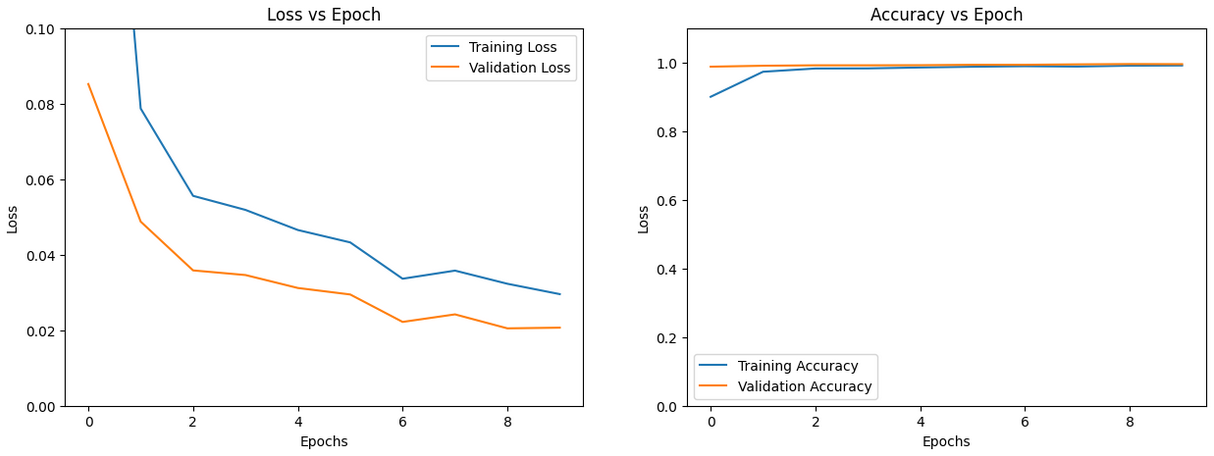 Loss vs Epoch
0.10
0.08
0.06
0.04
0.02
0.00
Loss
0 2 4 6 8
Epochs
Training Loss
Validation Loss
Accuracy vs Epoch
1.0
0.8
0.6
0.4
0.2
0.0
Loss
0 2 4 6 8
Epochs
Training Accuracy
Validation Accuracy